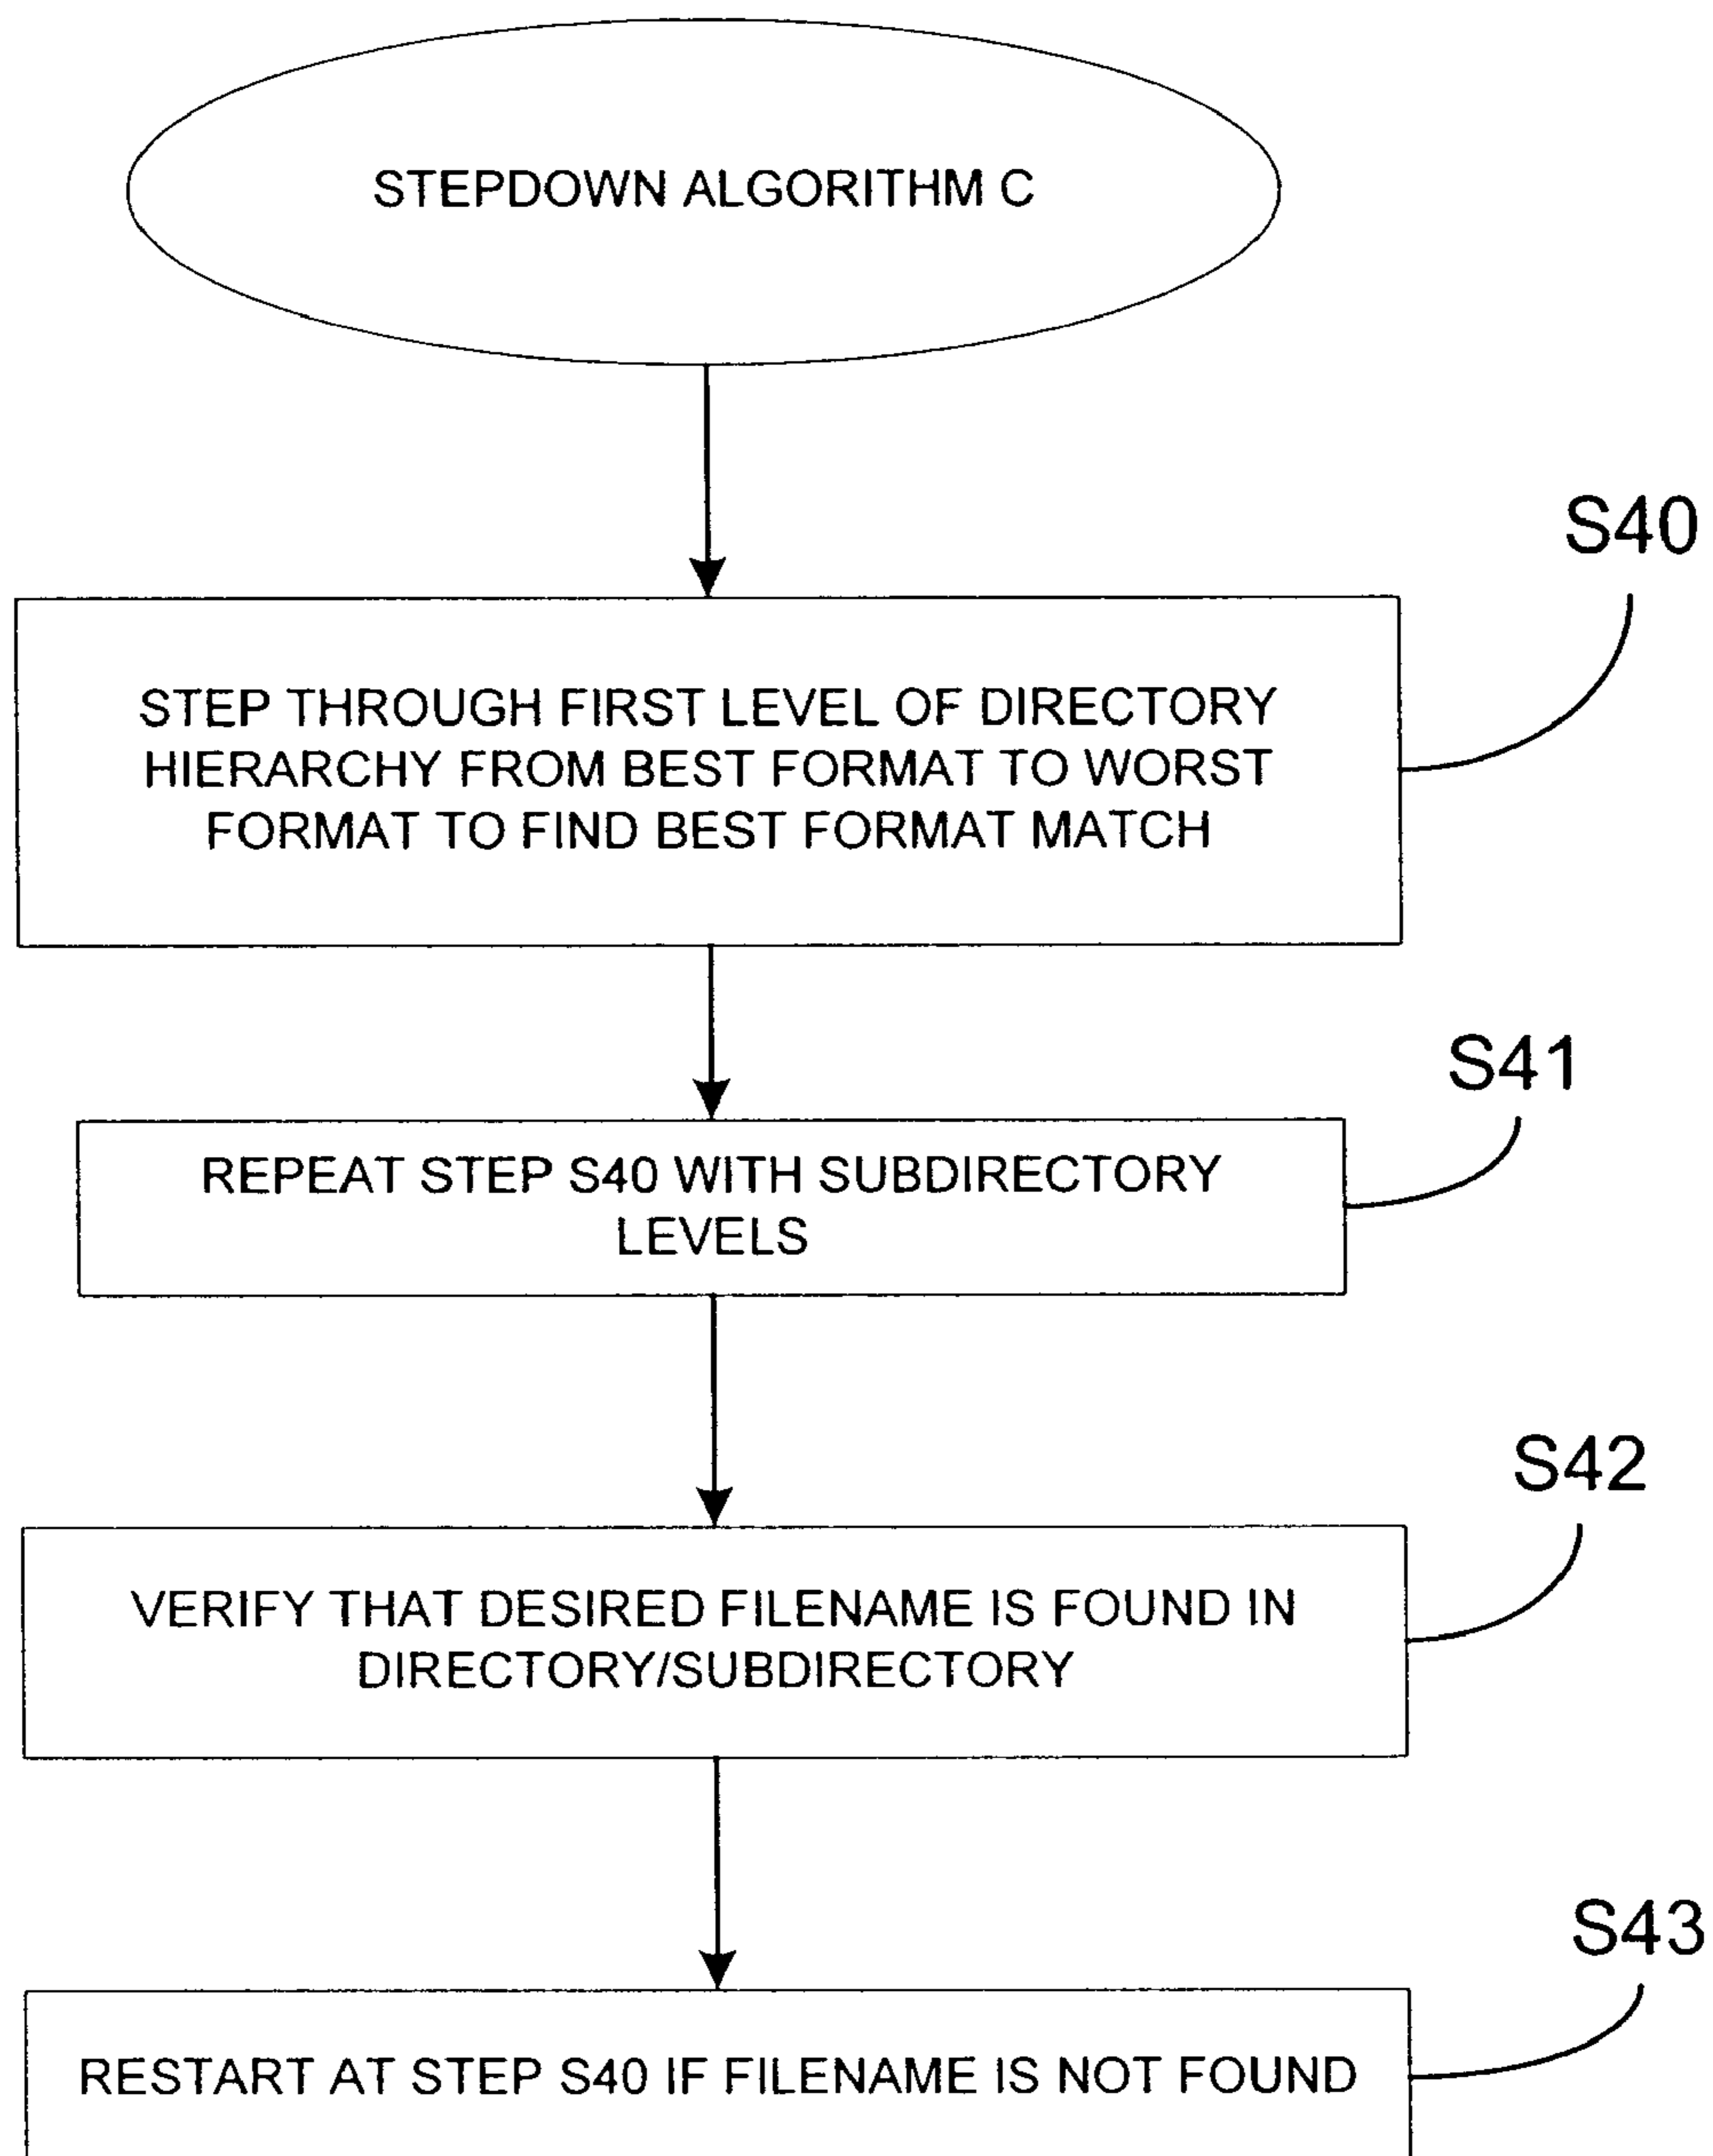 STEPDOWN ALGORITHM C
S40
STEP THROUGH FIRST LEVEL OF DIRECTORY
HIERARCHY FROM BEST FORMAT TO WORST
FORMAT TO FIND BEST FORMAT MATCH
S41
REPEAT STEP S40 WITH SUBDIRECTORY
LEVELS
S42
VERIFY THAT DESIRED FILENAME IS FOUND IN
DIRECTORY/SUBDIRECTORY
S43
RESTART AT STEP S40 IF FILENAME IS NOT FOUND